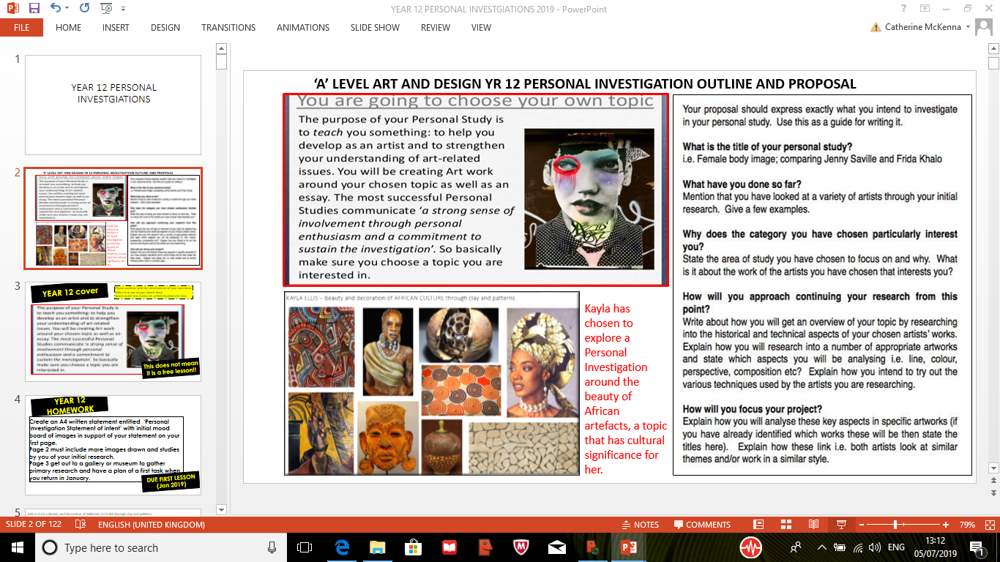 YEAR 12 PERSONAL INVESTGIATIONS 2019 - PowerPoint
FILE
HOME
INSERT
DESIGN
TRANSITIONS
ANIMATIONS
SLIDE SHOW
REVIEW
VIEW
Catherine McKenna
1
YEAR 12 PERSONAL
INVESTGIATIONS
2
3
YEAR 12 cover
The purpose of your Personal Study is
to teach you something: to help you
develop as an artist and to strengthen
your understanding of art-related
issues. You will be creating Art work
around your chosen topic as well as an
essay. The most successful Personal
Studies communicate 'a strong sense of
involvement through personal
enthusiasm and a commitment to
sustain the investigation'. So basically
make sure you choose a topic you are
interested in.
This does not mean
it is a free lesson!!
4
YEAR 12
HOMEWORK
Create an A4 written statement entitled 'Personal
Investigation Statement of intent' with initial mood
board of images in support of your statement on your
first page.
Page 2 must include more images drawn and studies
by you of your initial research.
Page 3 get out to a gallery or museum to gather
primary research and have a plan of a first task when
you return in January.
DUE FIRST LESSON
(Jan 2019)
5
KAYLA ELLIS – Beauty and decoration of AFRICAN CULTURE through clay and patterns
'A' LEVEL ART AND DESIGN YR 12 PERSONAL INVESTIGATION OUTLINE AND PROPOSAL
You are going to choose your own topic
The purpose of your Personal Study is
to teach you something: to help you
develop as an artist and to strengthen
your understanding of art-related
issues. You will be creating Art work
around your chosen topic as well as an
essay. The most successful Personal
Studies communicate 'a strong sense of
involvement through personal
enthusiasm and a commitment to
sustain the investigation'. So basically
make sure you choose a topic you are
interested in.
KAYLA ELLIS – Beauty and decoration of AFRICAN CULTURE through clay and patterns
Kayla has
chosen to
explore a
Personal
Investigation
around the
beauty of
African
artefacts, a topic
that has cultural
significance for
her.
Your proposal should express exactly what you intend to investigate
in your personal study. Use this as a guide for writing it.
What is the title of your personal study?
i.e. Female body image; comparing Jenny Saville and Frida Khalo
What have you done so far?
Mention that you have looked at a variety of artists through your initial
research. Give a few examples.
Why does the category you have chosen particularly interest
you?
State the area of study you have chosen to focus on and why. What
is it about the work of the artists you have chosen that interests you?
How will you approach continuing your research from this
point?
Write about how you will get an overview of your topic by researching
into the historical and technical aspects of your chosen artists' works.
Explain how you will research into a number of appropriate artworks
and state which aspects you will be analysing i.e. line, colour,
perspective, composition etc? Explain how you intend to try out the
various techniques used by the artists you are researching.
How will you focus your project?
Explain how you will analyse these key aspects in specific artworks (if
you have already identified which works these will be then state the
titles here). Explain how these link i.e. both artists look at similar
themes and/or work in a similar style.
SLIDE 2 OF 122
ENGLISH (UNITED KINGDOM)
NOTES
COMMENTS
79%
Type here to search
ENG
13:12
05/07/2019
1